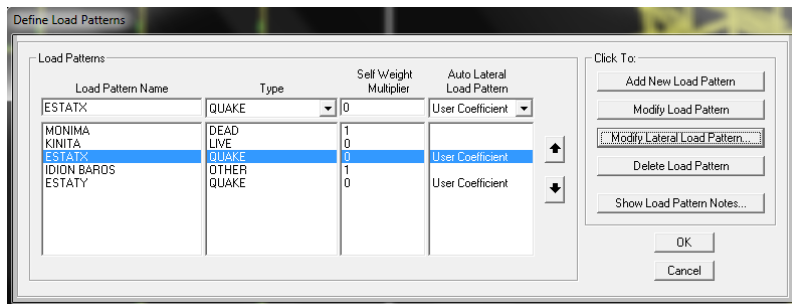 Define Load Patterns
Load Patterns
Load Pattern Name Type Self Weight Multiplier Auto Lateral Load Pattern
ESTATX QUAKE 0 User Coefficient
MONIMA DEAD 1
KINITA LIVE 0
ESTATX QUAKE 0 User Coefficient
IDION BAROS OTHER 1
ESTATY QUAKE 0 User Coefficient
Click To:
Add New Load Pattern
Modify Load Pattern
Modify Lateral Load Pattern...
Delete Load Pattern
Show Load Pattern Notes...
OK
Cancel